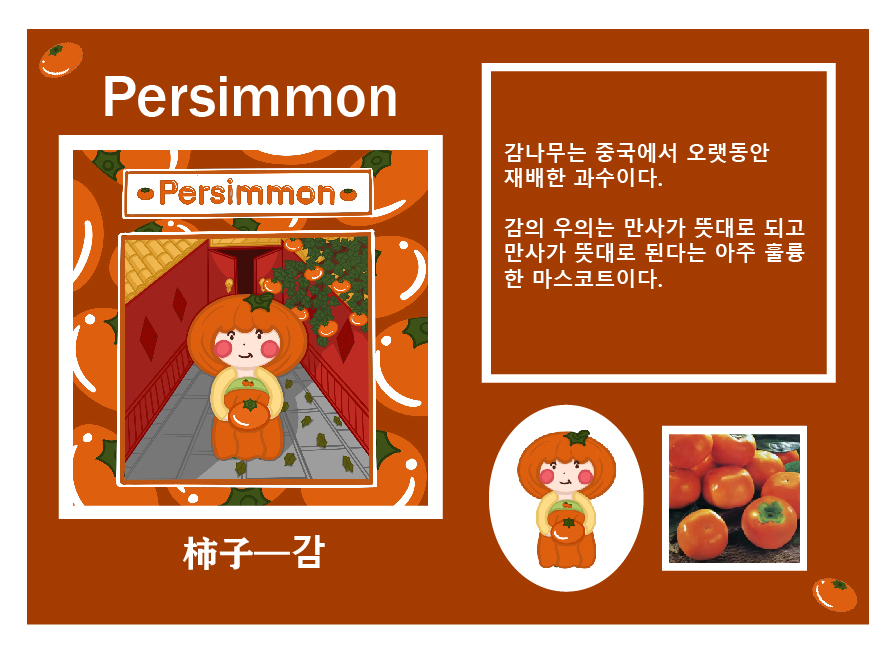 Persimmon
Persimmon
柿子—감
감나무는 중국에서 오랫동안
재배한 과수이다.
감의 우의는 만사가 뜻대로 되고
만사가 뜻대로 된다는 아주 훌륭
한 마스코트이다.